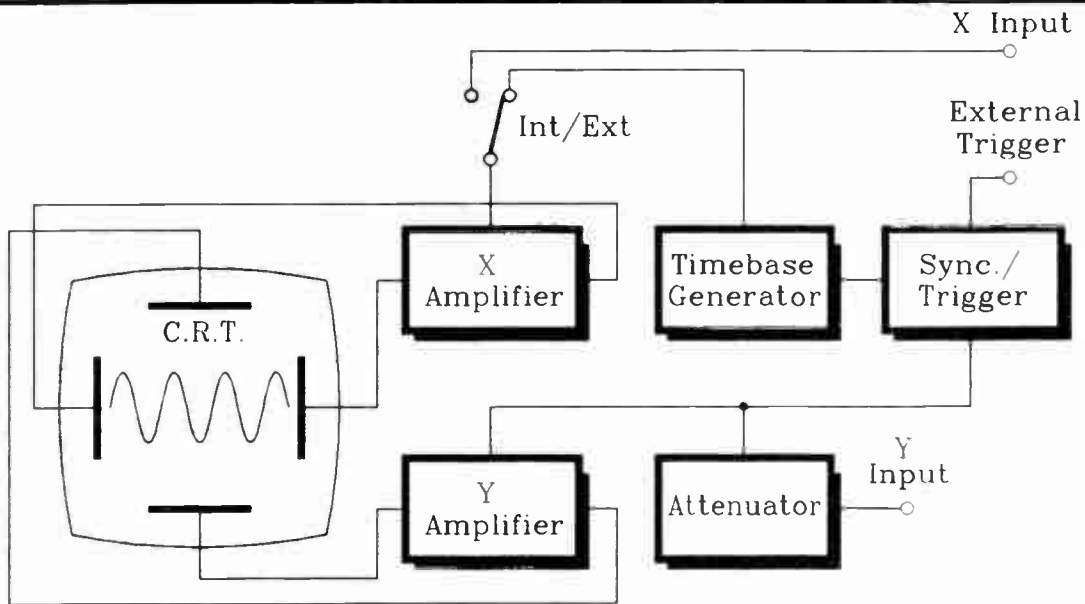 X Input
External
Trigger
Int/Ext
X
Amplifier
Timebase
Generator
Sync./
Trigger
C.R.T.
Y
Amplifier
Attenuator
Y
Input